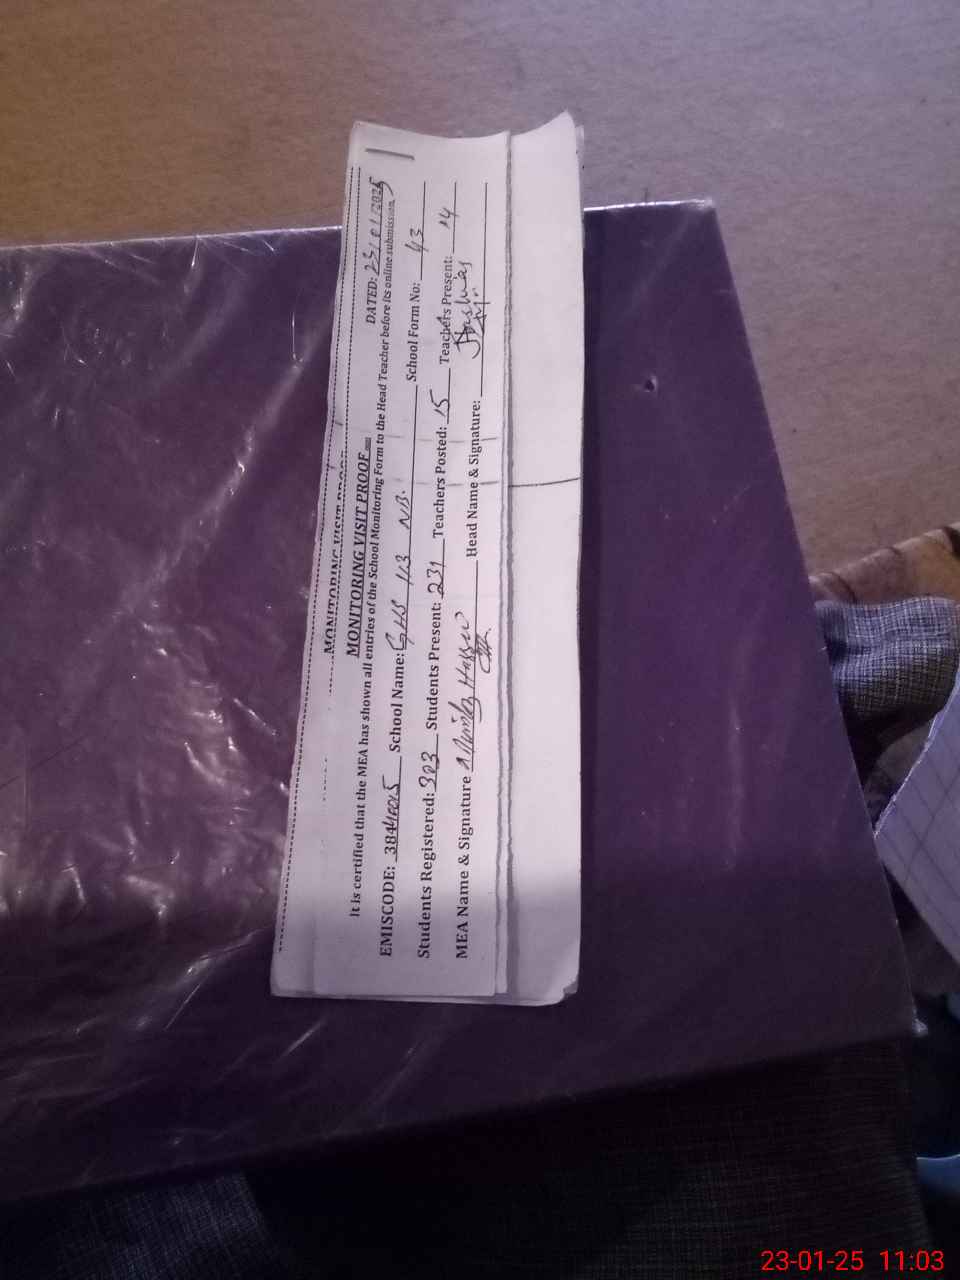 MONITORING VISIT PROOF
MONITORING VISIT PROOF
DATED: 23/01/2025
It is certified that the MEA has shown all entries of the School Monitoring Form to the Head Teacher before its online submission.
EMISCODE: 38440015 School Name: GHS 113 NB. School Form No: 43
Students Registered: 303 Students Present: 231 Teachers Posted: 15 Teachers Present: 14
MEA Name & Signature Head Name & Signature:
23-01-25 11:03